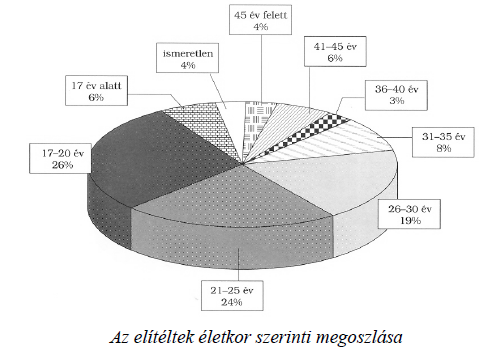 45 év felett
4%
41–45 év
6%
36–40 év
3%
31–35 év
8%
26–30 év
19%
21–25 év
24%
17–20 év
26%
17 év alatt
6%
ismeretlen
4%
Az elítéltek életkor szerinti megoszlása